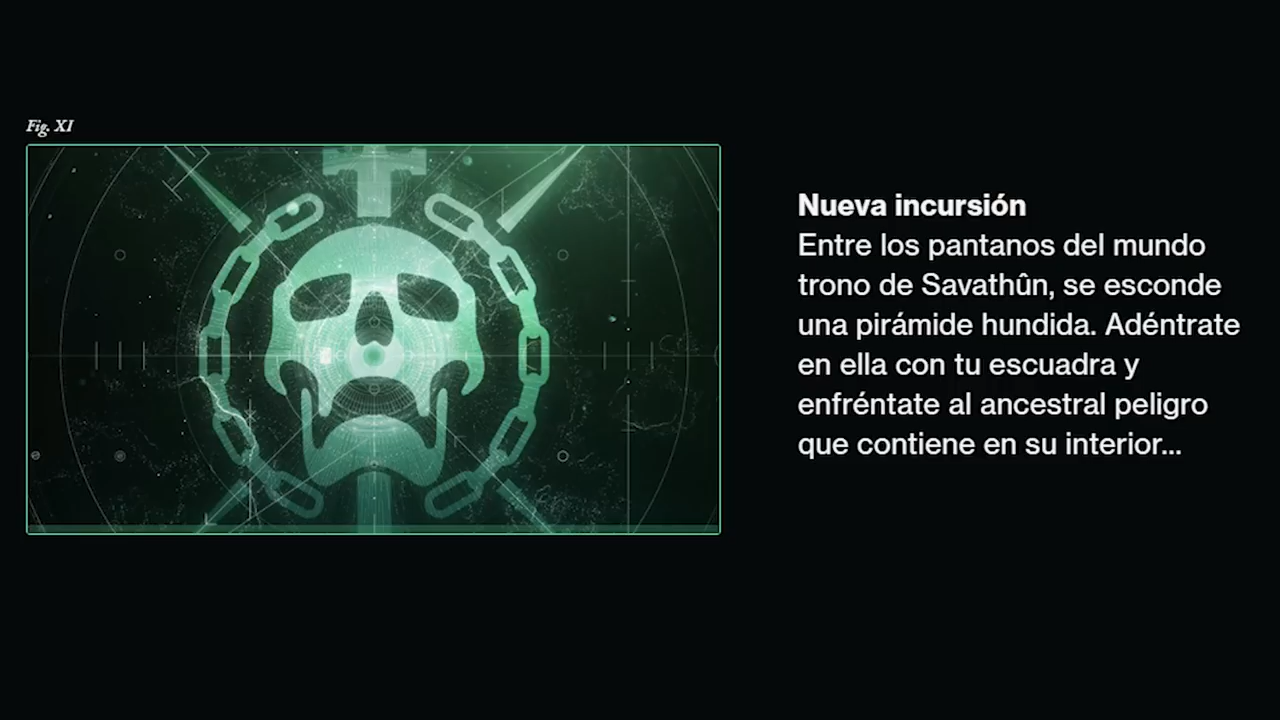 Fig. XI
Nueva incursión
Entre los pantanos del mundo
trono de Savathûn, se esconde
una pirámide hundida. Adéntrate
en ella con tu escuadra y
enfréntate al ancestral peligro
que contiene en su interior...